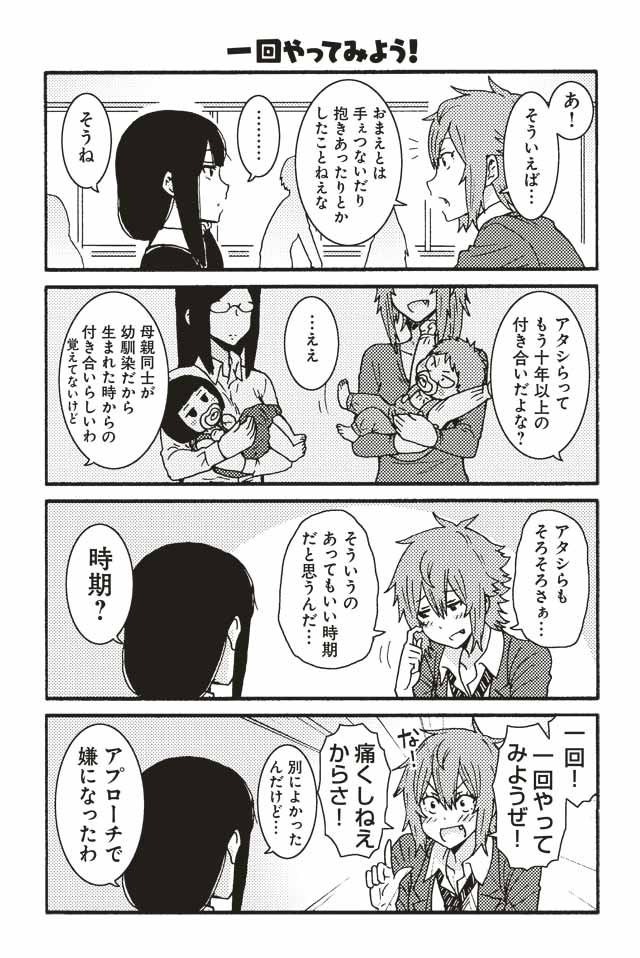 一回やってみよう!
あ!
そういえば…
おまえとは
手ぇつないだり
抱きあったりとか
したことねえな
………
そうね
アタシらって
もう十年以上の
付き合いだよな?
…ええ
母親同士が
幼馴染だから
生まれた時からの
付き合いらしいわ
覚えてないけど
アタシらも
そろそろさぁ…
そういうの
あってもいい時期
だと思うんだ…
時期?
一回!
一回やって
みようぜ!
な!
痛くしねえ
からさ!
別によかった
んだけど…
アプローチで
嫌になったわ